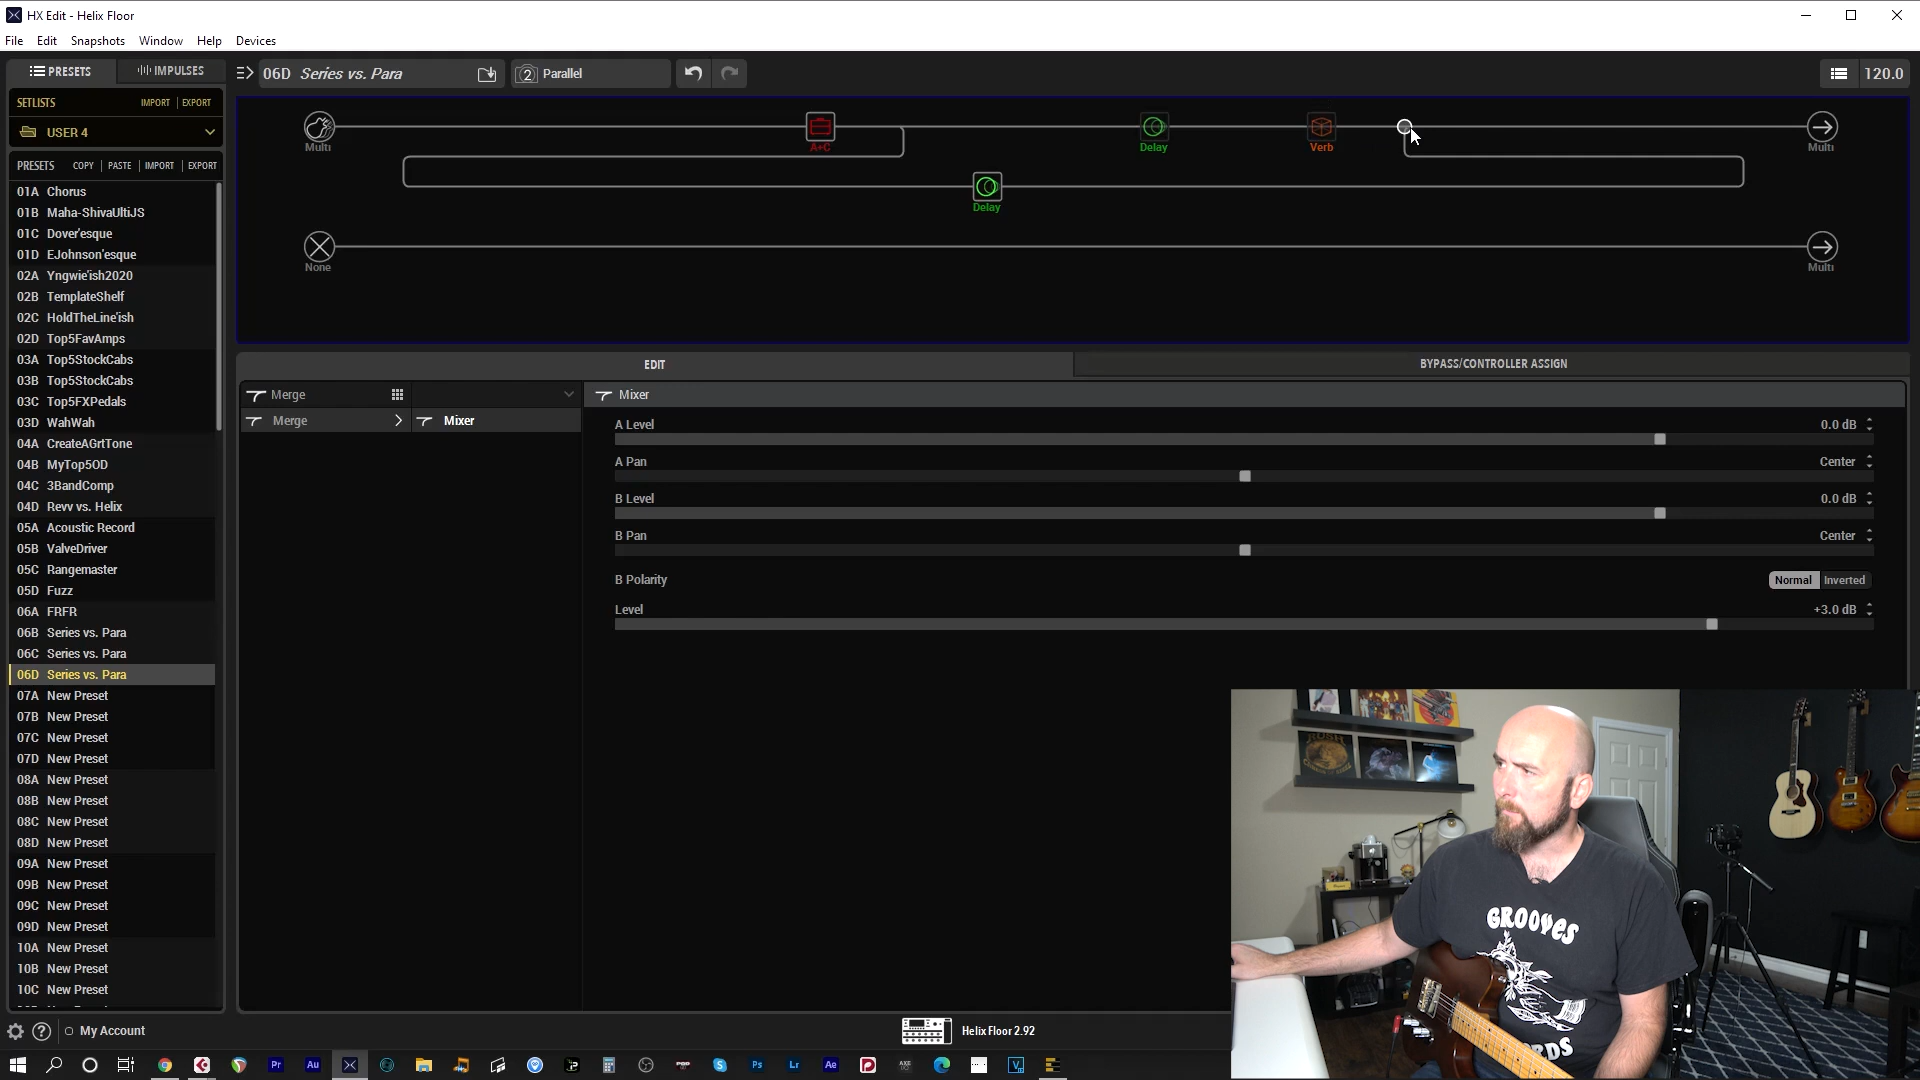 HX Edit - Helix Floor
File Edit Snapshots Window Help Devices
PRESETS IMPULSES
06D Series vs. Para
2 Parallel
120.0
SETLISTS IMPORT EXPORT
USER 4
PRESETS COPY PASTE IMPORT EXPORT
01A Chorus
01B Maha-ShivaUltiJS
01C Dover'esque
01D EJohnson'esque
02A Yngwie'ish2020
02B TemplateShelf
02C HoldTheLine'ish
02D Top5FavAmps
03A Top5StockCabs
03B Top5StockCabs
03C Top5FXPedals
03D WahWah
04A CreateAGrtTone
04B MyTop5OD
04C 3BandComp
04D Revv vs. Helix
05A Acoustic Record
05B ValveDriver
05C Rangemaster
05D Fuzz
06A FRFR
06B Series vs. Para
06C Series vs. Para
06D Series vs. Para
07A New Preset
07B New Preset
07C New Preset
07D New Preset
08A New Preset
08B New Preset
08C New Preset
08D New Preset
09A New Preset
09B New Preset
09C New Preset
09D New Preset
10A New Preset
10B New Preset
10C New Preset
Multi
A+C
Delay
Verb
Multi
Delay
None
Multi
EDIT
BYPASS/CONTROLLER ASSIGN
Merge
Merge
Mixer
Mixer
A Level 0.0 dB
A Pan Center
B Level 0.0 dB
B Pan Center
B Polarity Normal Inverted
Level +3.0 dB
RUSH
GROOVES
RDS
My Account
Helix Floor 2.92
Pr
Au
Ps
Lr
Ae